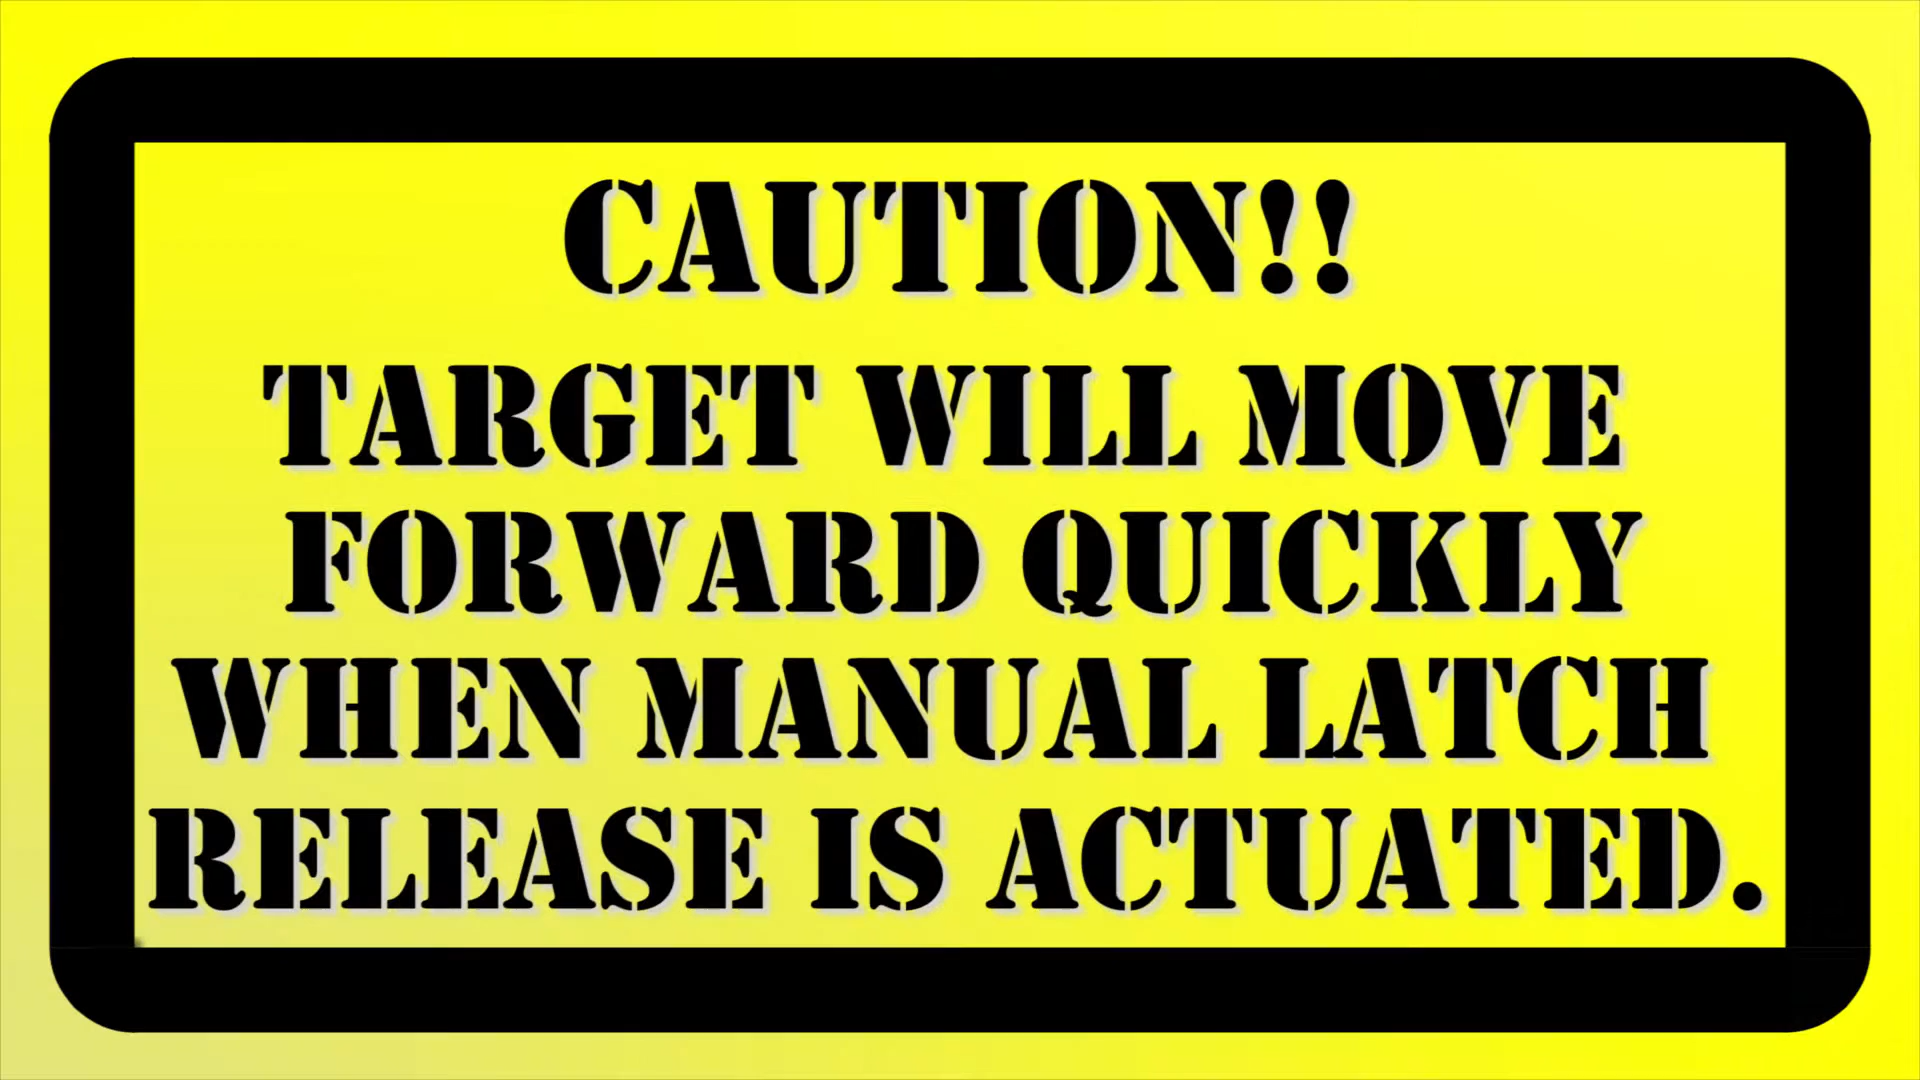 CAUTION!!
TARGET WILL MOVE
FORWARD QUICKLY
WHEN MANUAL LATCH
RELEASE IS ACTUATED.